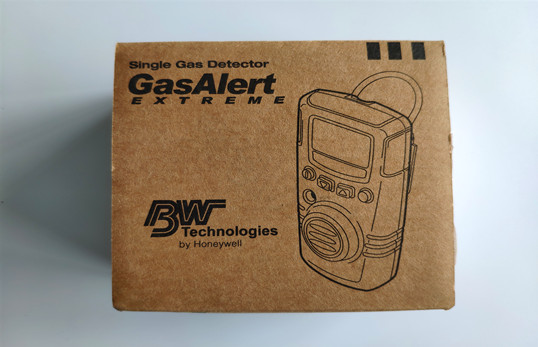 Single Gas Detector
GasAlert
EXTREME
BW
Technologies
by Honeywell